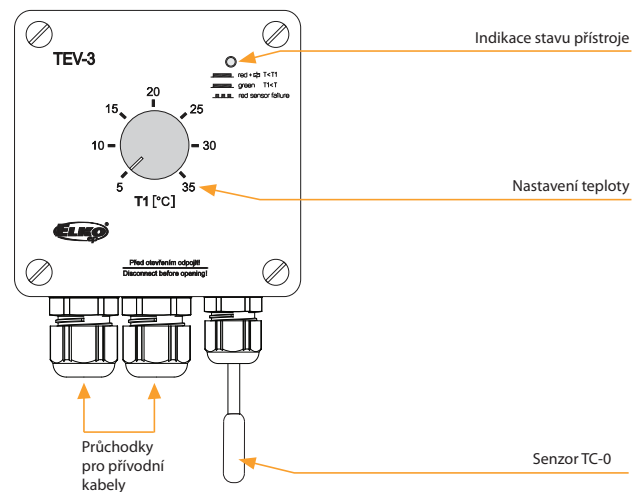 Indikace stavu přístroje
TEV-3
red + T<T1
green T1<T
red sensor failure
20
15 25
10 30
5 35
T1 [°C]
Nastavení teploty
ELKO
ep
Před otevřením odpojit!
Disconnect before opening!
Průchodky
pro přívodní
kabely
Senzor TC-0